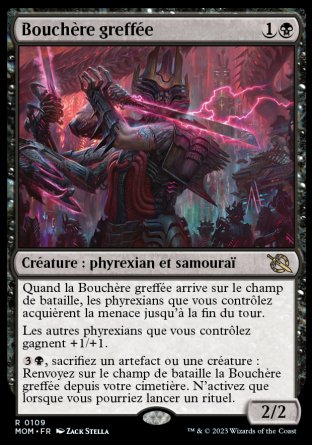 Bouchère greffée 1
Créature : phyrexian et samouraï
Quand la Bouchère greffée arrive sur le champ
de bataille, les phyrexians que vous contrôlez
acquièrent la menace jusqu'à la fin du tour.
Les autres phyrexians que vous contrôlez
gagnent +1/+1.
3, sacrifiez un artefact ou une créature :
Renvoyez sur le champ de bataille la Bouchère
greffée depuis votre cimetière. N'activez que
lorsque vous pourriez lancer un rituel.
2/2
R 0109
MOM • FR Zack Stella
™ & © 2023 Wizards of the Coast